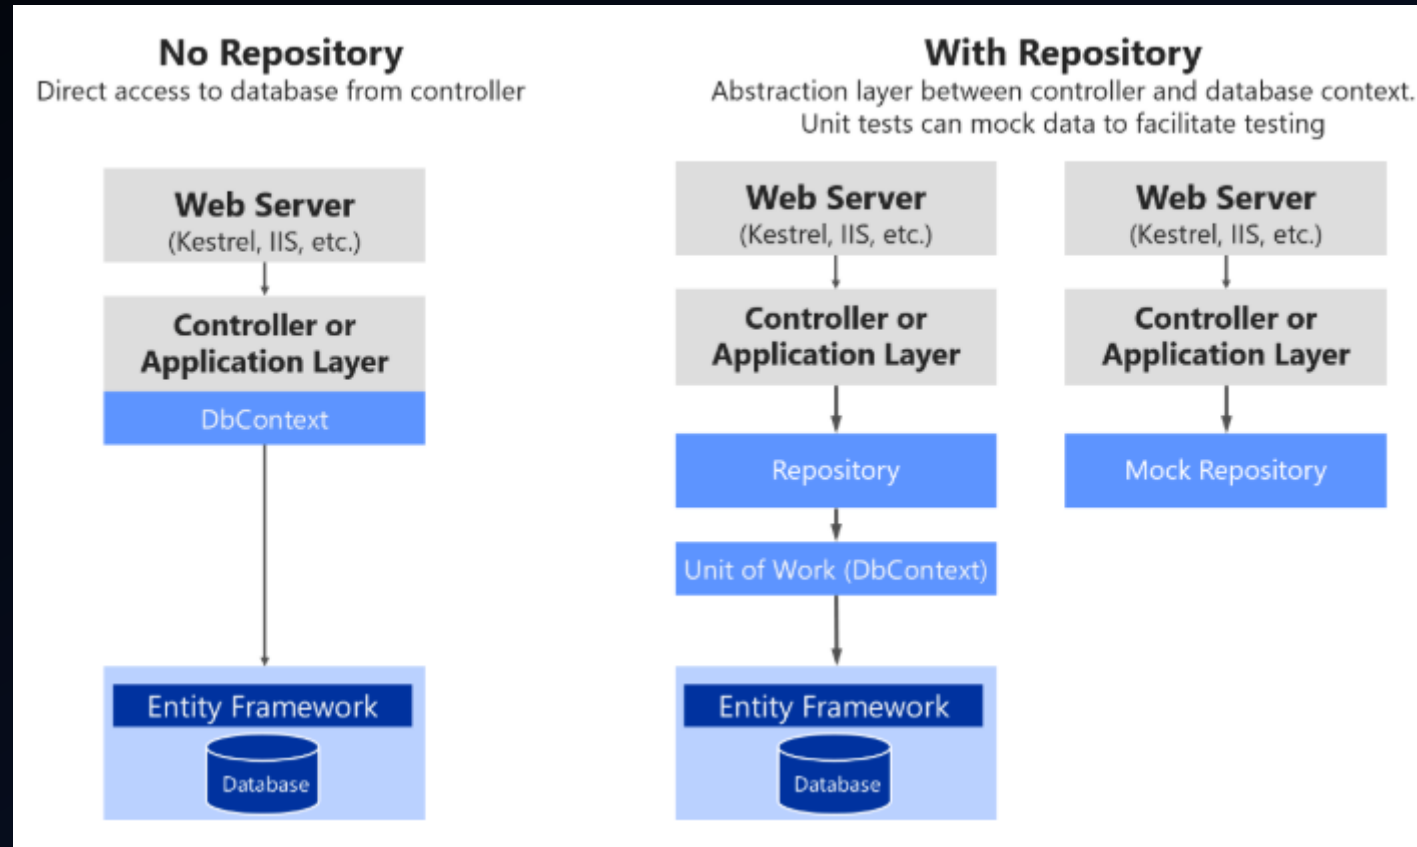 No Repository
Direct access to database from controller
Web Server
(Kestrel, IIS, etc.)
Controller or
Application Layer
DbContext
Entity Framework
Database
With Repository
Abstraction layer between controller and database context.
Unit tests can mock data to facilitate testing
Web Server
(Kestrel, IIS, etc.)
Controller or
Application Layer
Repository
Unit of Work (DbContext)
Entity Framework
Database
Web Server
(Kestrel, IIS, etc.)
Controller or
Application Layer
Mock Repository